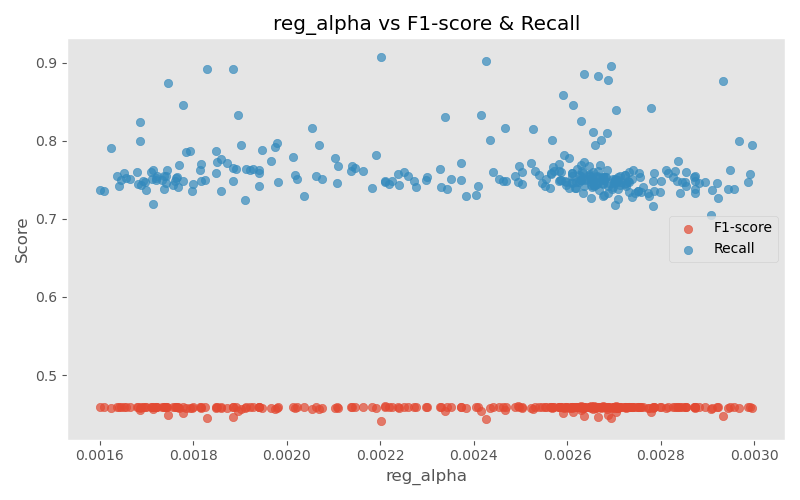 reg_alpha vs F1-score & Recall
Score
0.9
0.8
0.7
0.6
0.5
F1-score
Recall
0.0016 0.0018 0.0020 0.0022 0.0024 0.0026 0.0028 0.0030
reg_alpha